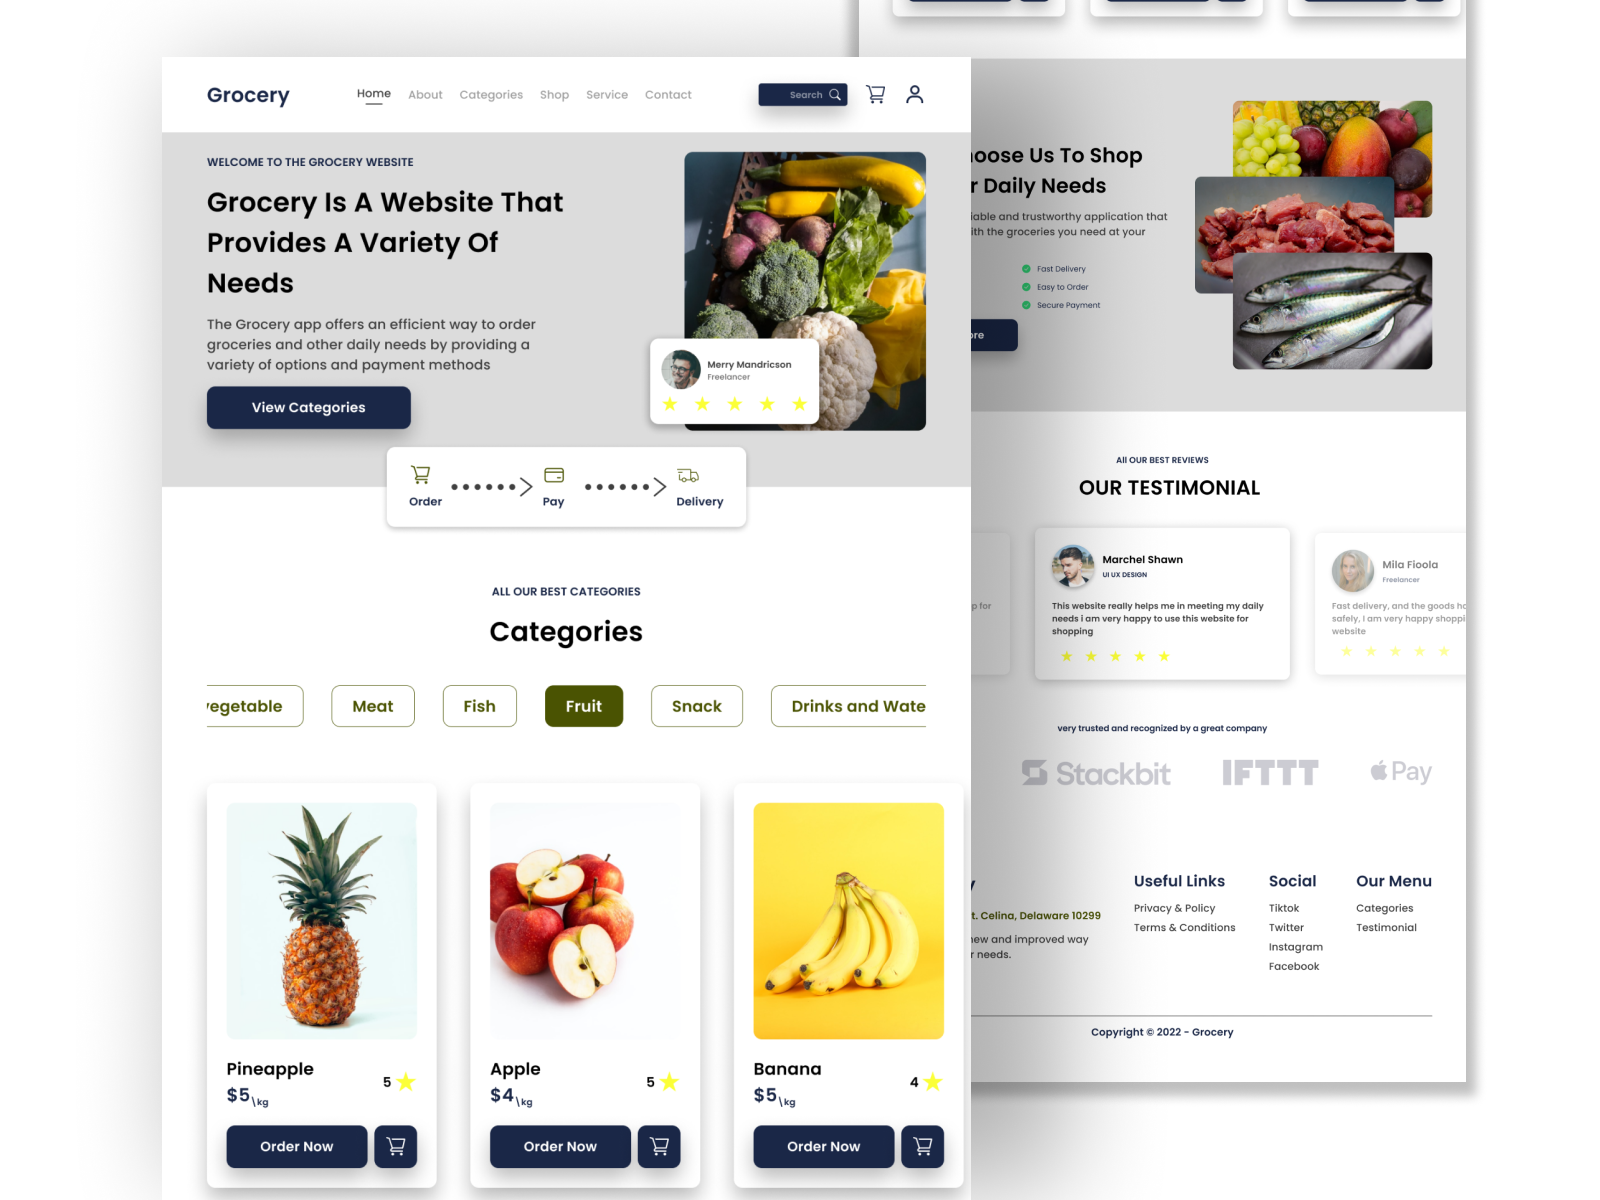 Grocery
Home About Categories Shop Service Contact
Search
WELCOME TO THE GROCERY WEBSITE
Grocery Is A Website That
Provides A Variety Of
Needs
The Grocery app offers an efficient way to order
groceries and other daily needs by providing a
variety of options and payment methods
View Categories
Merry Mandricson
Freelancer
Order
Pay
Delivery
ALL OUR BEST CATEGORIES
Categories
vegetable
Meat
Fish
Fruit
Snack
Drinks and Wate
Pineapple
$5\kg
5
Order Now
Apple
$4\kg
5
Order Now
Banana
$5\kg
4
Order Now
oose Us To Shop
r Daily Needs
iable and trustworthy application that
ith the groceries you need at your
Fast Delivery
Easy to Order
Secure Payment
ore
All OUR BEST REVIEWS
OUR TESTIMONIAL
p for
Marchel Shawn
UI UX DESIGN
This website really helps me in meeting my daily
needs i am very happy to use this website for
shopping
Mila Fioola
Freelancer
Fast delivery, and the goods ha
safely, I am very happy shoppi
website
very trusted and recognized by a great company
Stackbit
IFTTT
Pay
y
t. Celina, Delaware 10299
new and improved way
r needs.
Useful Links
Privacy & Policy
Terms & Conditions
Social
Tiktok
Twitter
Instagram
Facebook
Our Menu
Categories
Testimonial
Copyright © 2022 - Grocery